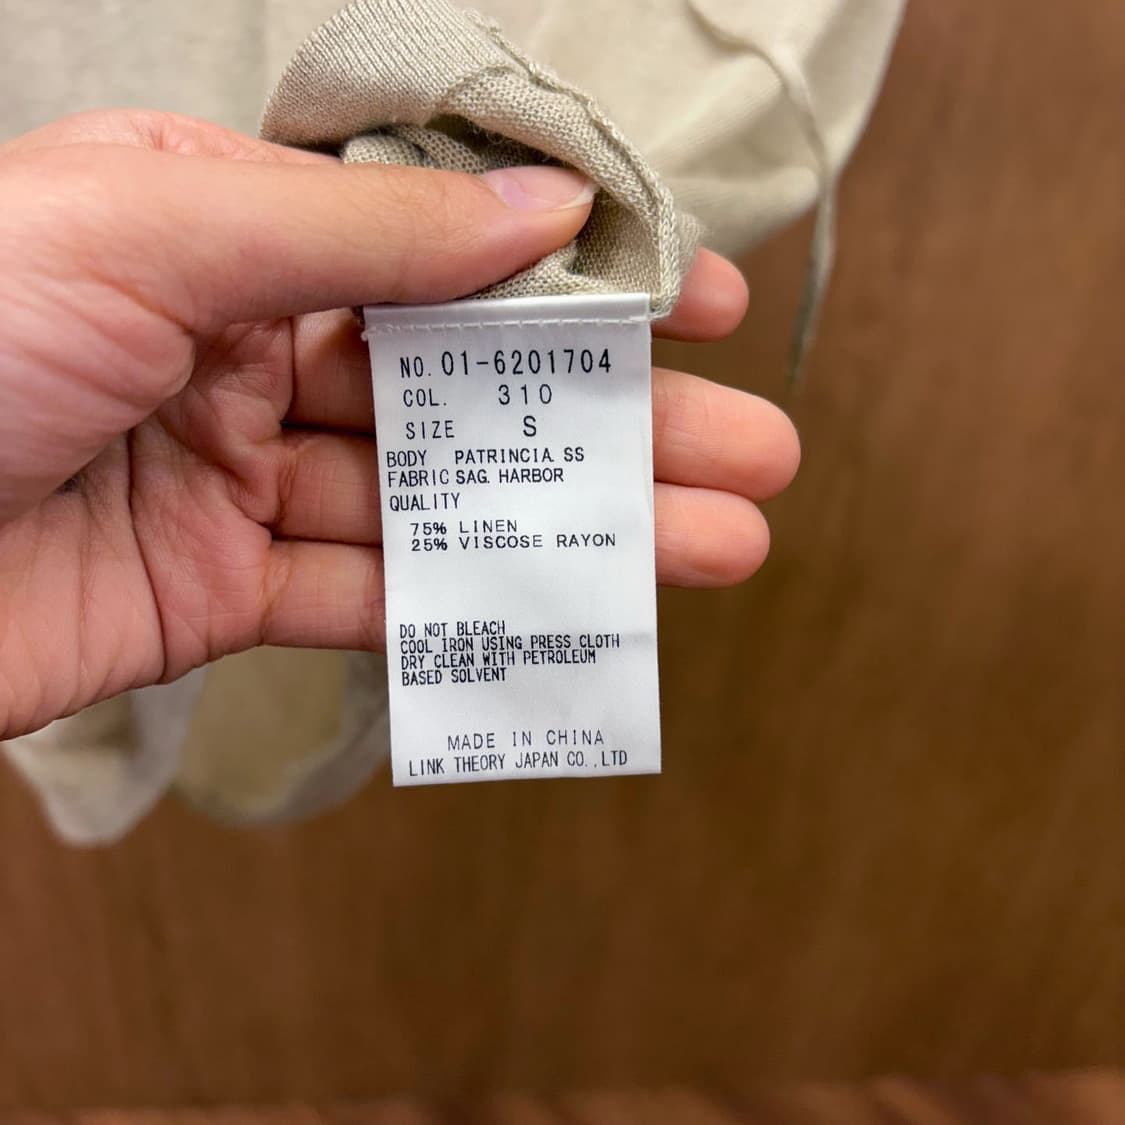 NO. 01-6201704
COL. 310
SIZE S
BODY PATRINCIA SS
FABRIC SAG. HARBOR
QUALITY
75% LINEN
25% VISCOSE RAYON
DO NOT BLEACH
COOL IRON USING PRESS CLOTH
DRY CLEAN WITH PETROLEUM
BASED SOLVENT
MADE IN CHINA
LINK THEORY JAPAN CO.,LTD